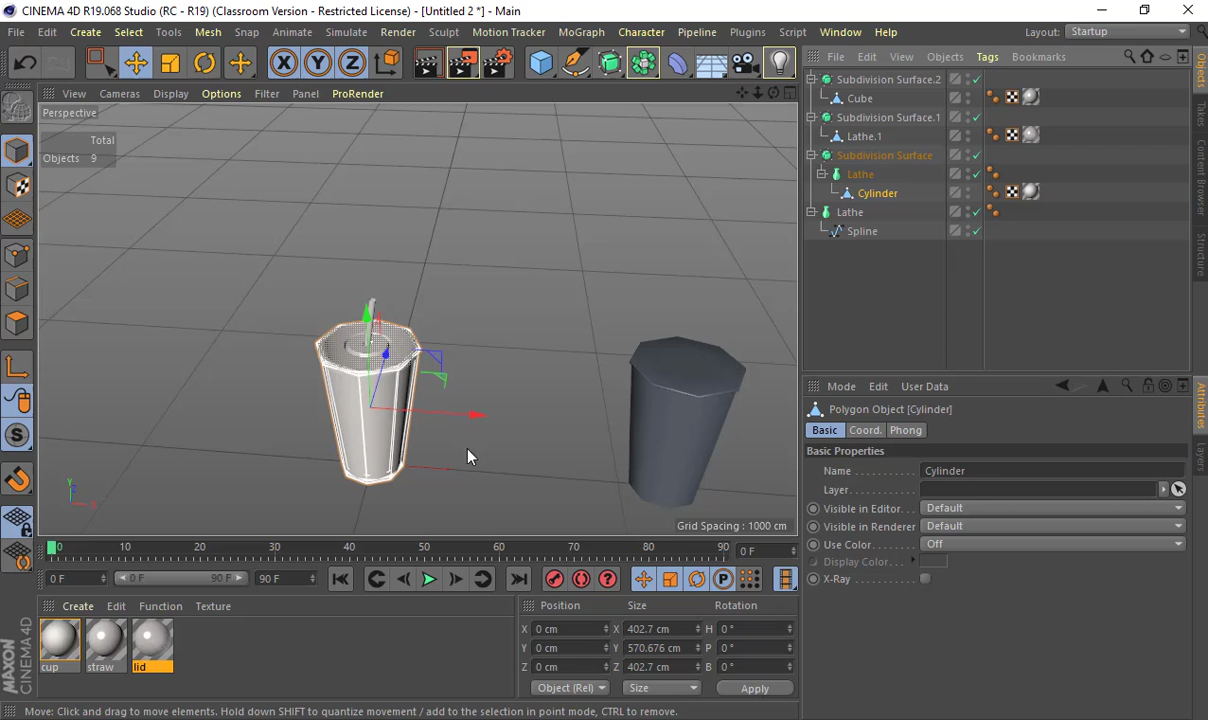 CINEMA 4D R19.068 Studio (RC - R19) (Classroom Version - Restricted License) - [Untitled 2 *] - Main
File Edit Create Select Tools Mesh Snap Animate Simulate Render Sculpt Motion Tracker MoGraph Character Pipeline Plugins Script Window Help Layout: Startup
X Y Z
File Edit View Objects Tags Bookmarks
View Cameras Display Options Filter Panel ProRender
Perspective
Total
Objects 9
Subdivision Surface.2
Cube
Subdivision Surface.1
Lathe.1
Subdivision Surface
Lathe
Cylinder
Lathe
Spline
Objects
Takes
Content Browser
Structure
Mode Edit User Data
Polygon Object [Cylinder]
Basic Coord. Phong
Basic Properties
Name Cylinder
Layer
Visible in Editor Default
Visible in Renderer Default
Use Color Off
Display Color
X-Ray
Attributes
Layers
Y
X
Grid Spacing : 1000 cm
0 10 20 30 40 50 60 70 80 90 0 F
0 F 0 F 90 F 90 F
P
Create Edit Function Texture
cup straw lid
Position Size Rotation
X 0 cm X 402.7 cm H 0 °
Y 0 cm Y 570.676 cm P 0 °
Z 0 cm Z 402.7 cm B 0 °
Object (Rel) Size Apply
MAXON CINEMA 4D
Move: Click and drag to move elements. Hold down SHIFT to quantize movement / add to the selection in point mode, CTRL to remove.